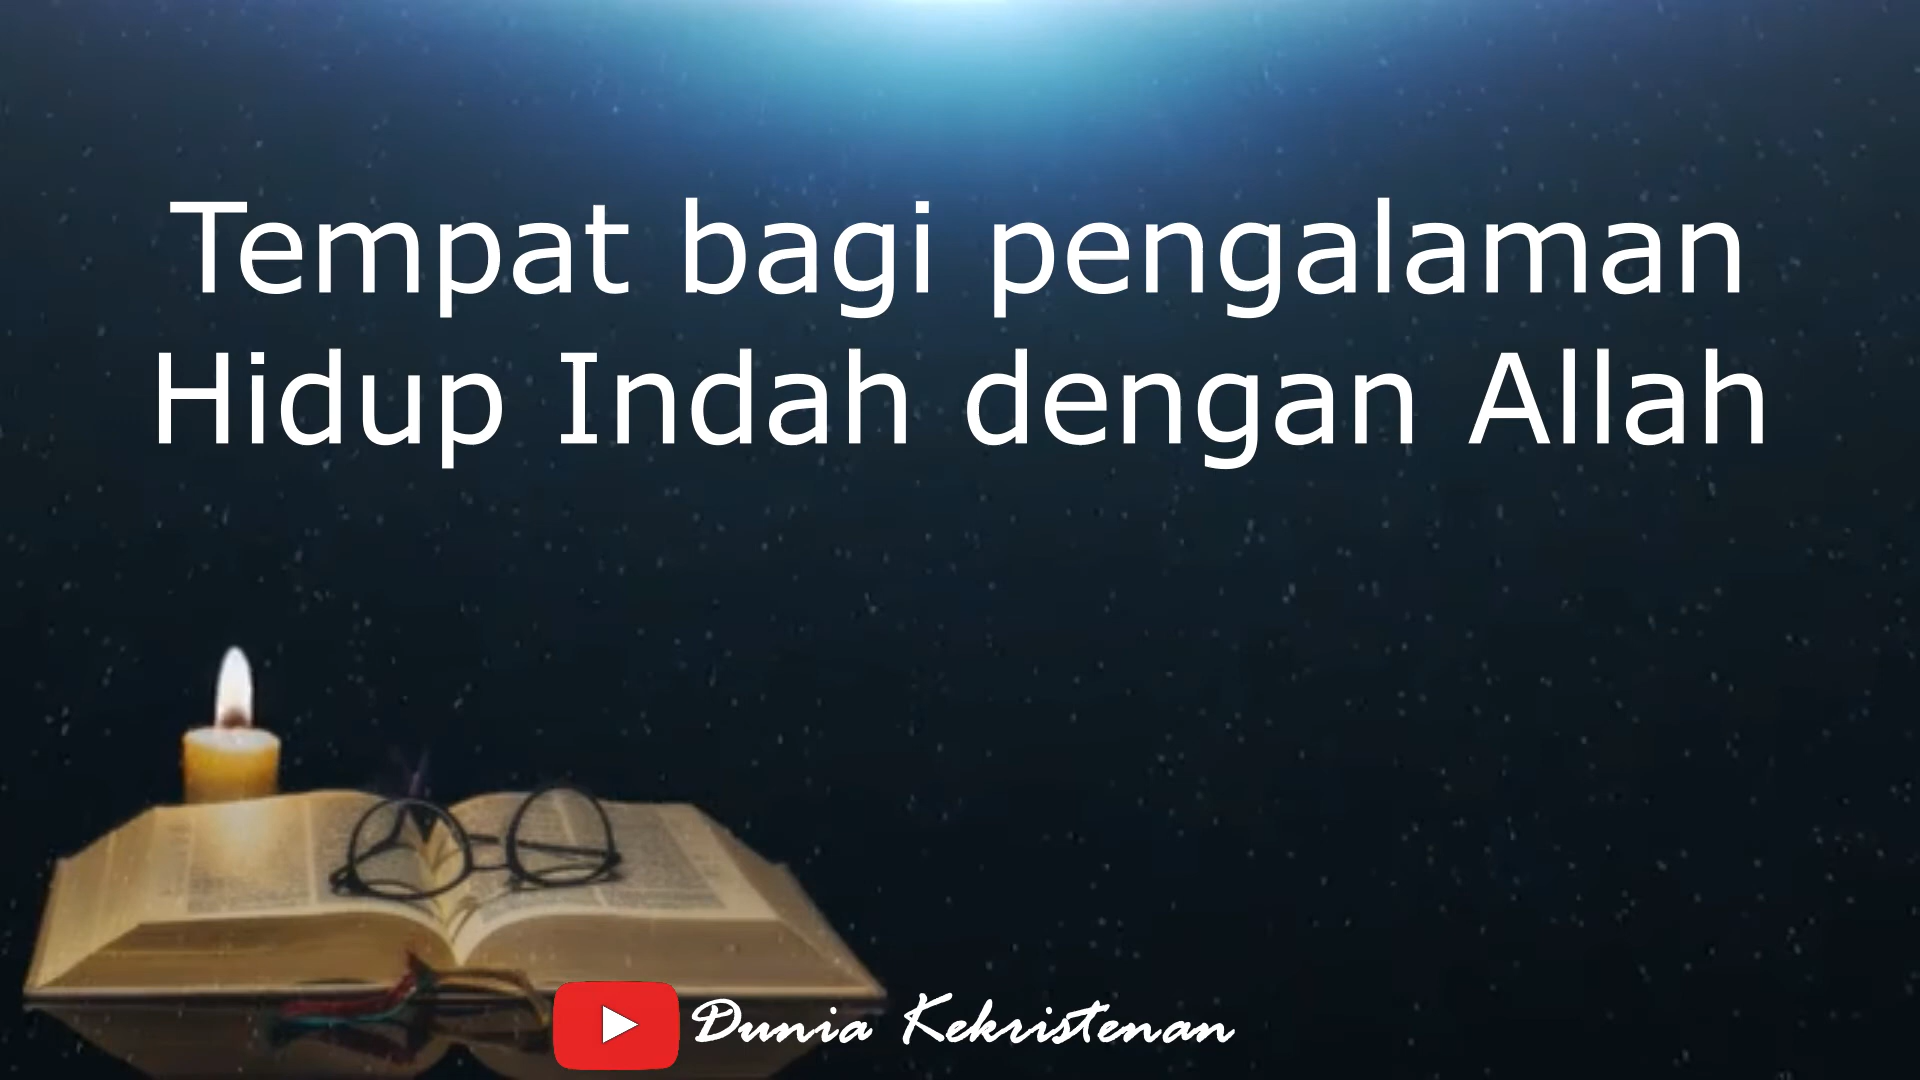 Tempat bagi pengalaman
Hidup Indah dengan Allah
Dunia Kekristenan